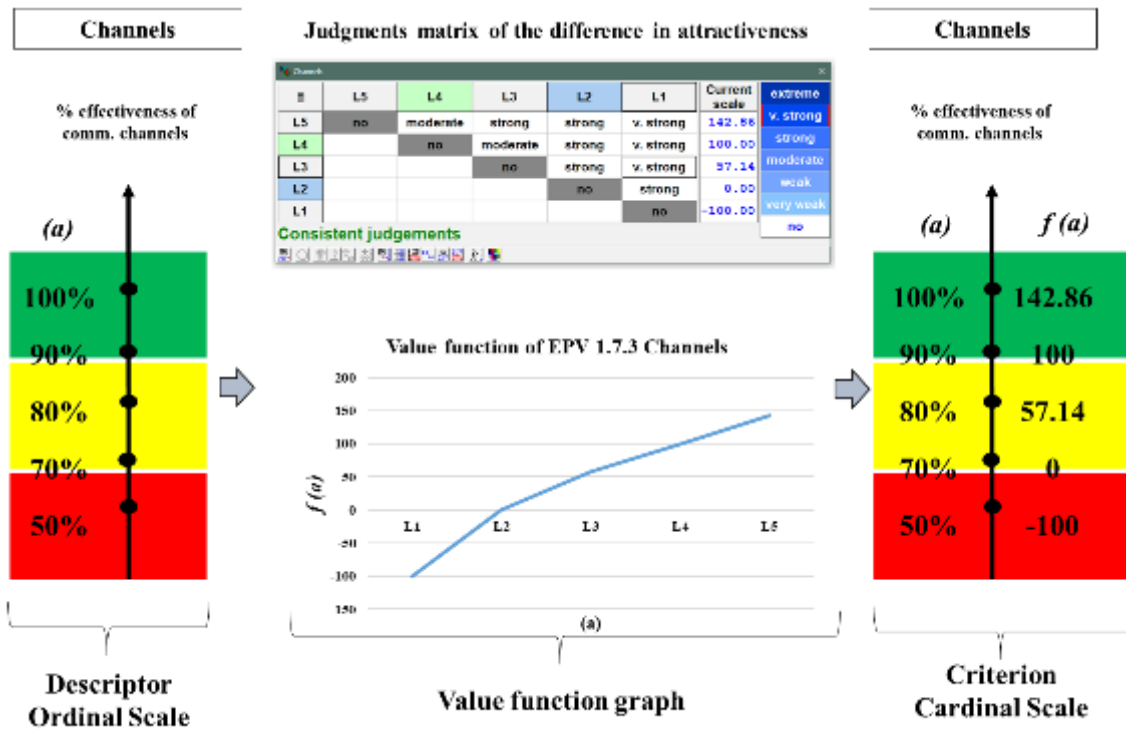 Channels
Judgments matrix of the difference in attractiveness
Channels
% effectiveness of
comm. channels
(a)
100%
90%
80%
70%
50%
Descriptor
Ordinal Scale
Channels
L5 L4 L3 L2 L1 Current scale
L5 no moderate strong strong v. strong 142.86
L4 no moderate strong v. strong 100.00
L3 no strong v. strong 57.14
L2 no strong 0.00
L1 no -100.00
Consistent judgements
extreme
v. strong
strong
moderate
weak
very weak
no
Value function of EPV 1.7.3 Channels
200
150
100
50
0
-50
-100
150
f (a)
L1 L2 L3 L4 L5
(a)
Value function graph
% effectiveness of
comm. channels
(a) f (a)
100% 142.86
90% 100
80% 57.14
70% 0
50% -100
Criterion
Cardinal Scale